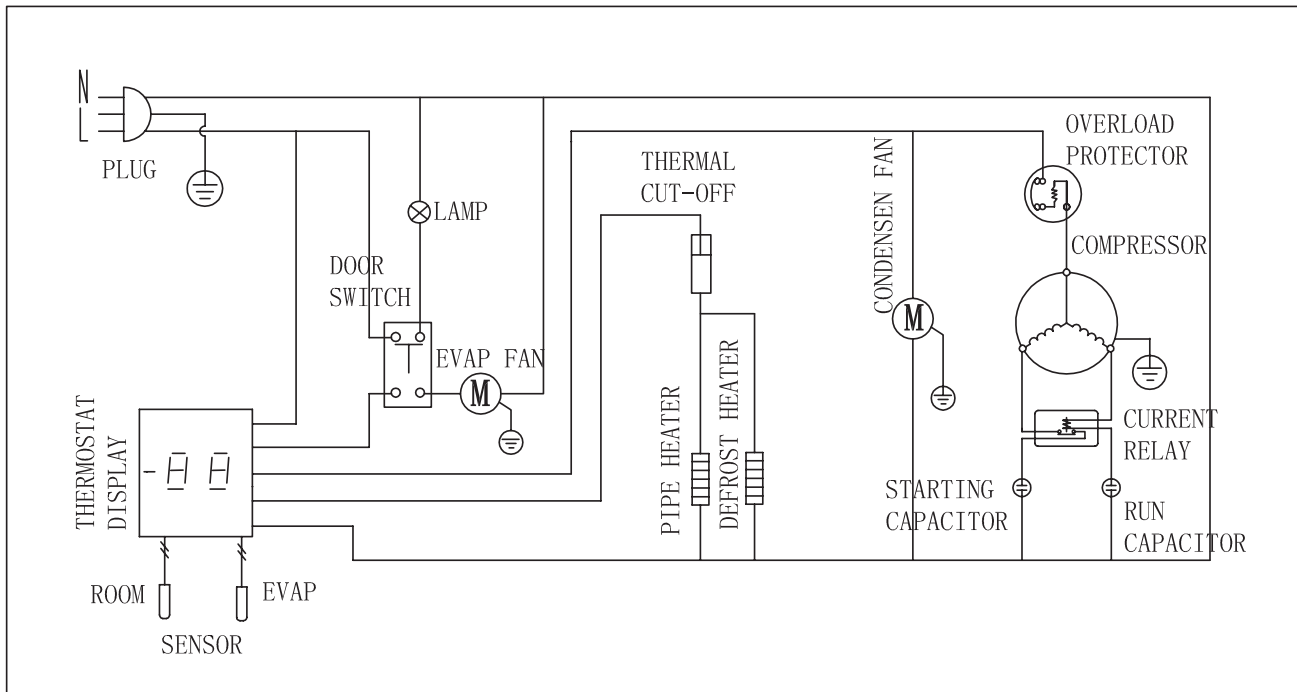 N
L
PLUG
LAMP
DOOR
SWITCH
EVAP FAN
M
THERMAL
CUT-OFF
CONDENSEN FAN
M
OVERLOAD
PROTECTOR
COMPRESSOR
CURRENT
RELAY
STARTING
CAPACITOR
RUN
CAPACITOR
PIPE HEATER
DEFROST HEATER
THERMOSTAT
DISPLAY
-88
ROOM
EVAP
SENSOR